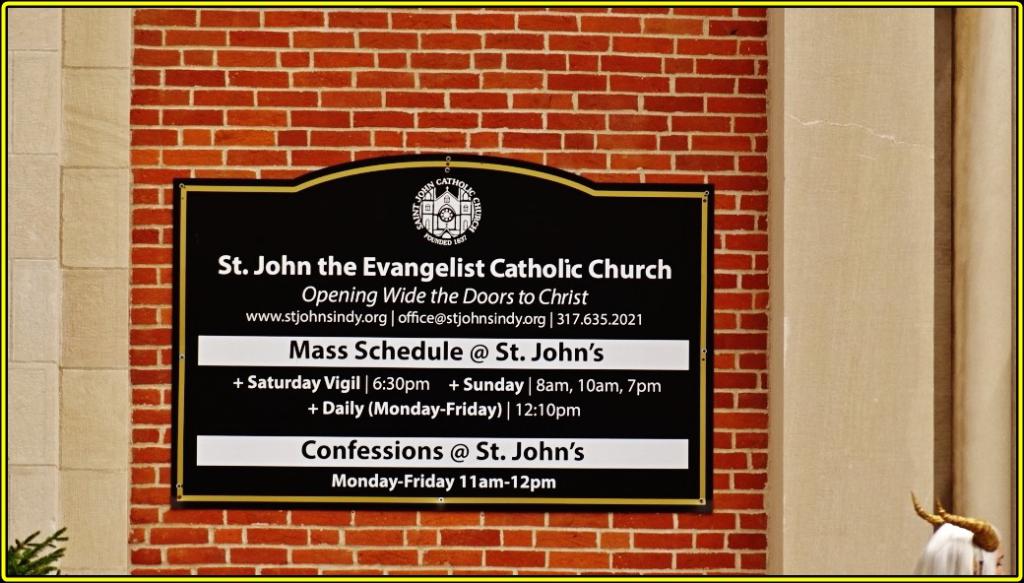 SAINT JOHN CATHOLIC CHURCH
FOUNDED 1837
St. John the Evangelist Catholic Church
Opening Wide the Doors to Christ
www.stjohnsindy.org | office@stjohnsindy.org | 317.635.2021
Mass Schedule @ St. John's
+ Saturday Vigil | 6:30pm + Sunday | 8am, 10am, 7pm
+ Daily (Monday-Friday) | 12:10pm
Confessions @ St. John's
Monday-Friday 11am-12pm